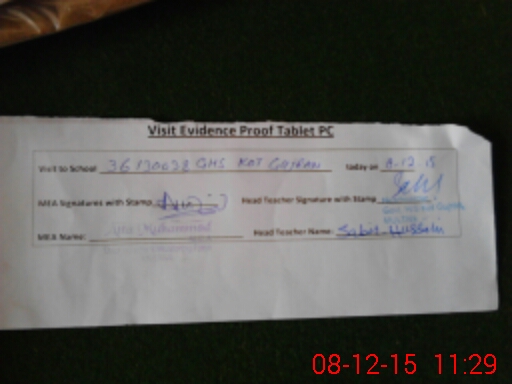 Visit Evidence Proof Tablet PC
Visit to School 36130028 GHS KOT GUJRAN today on 8.12.15
MEA Signatures with Stamp Head Teacher Signature with Stamp
MEA Name: Head Teacher Name: Sabir Hussain
08-12-15 11:29